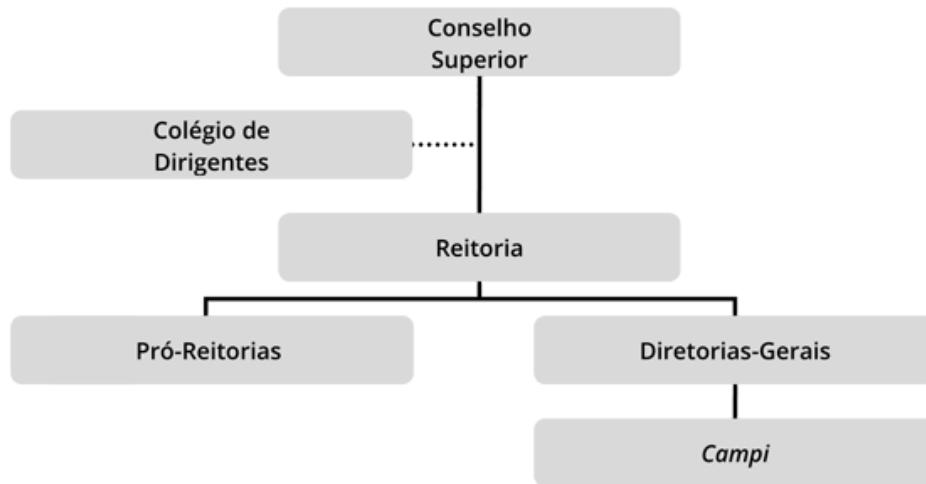 Conselho
Superior
Colégio de
Dirigentes
Reitoria
Pró-Reitorias
Diretorias-Gerais
Campi